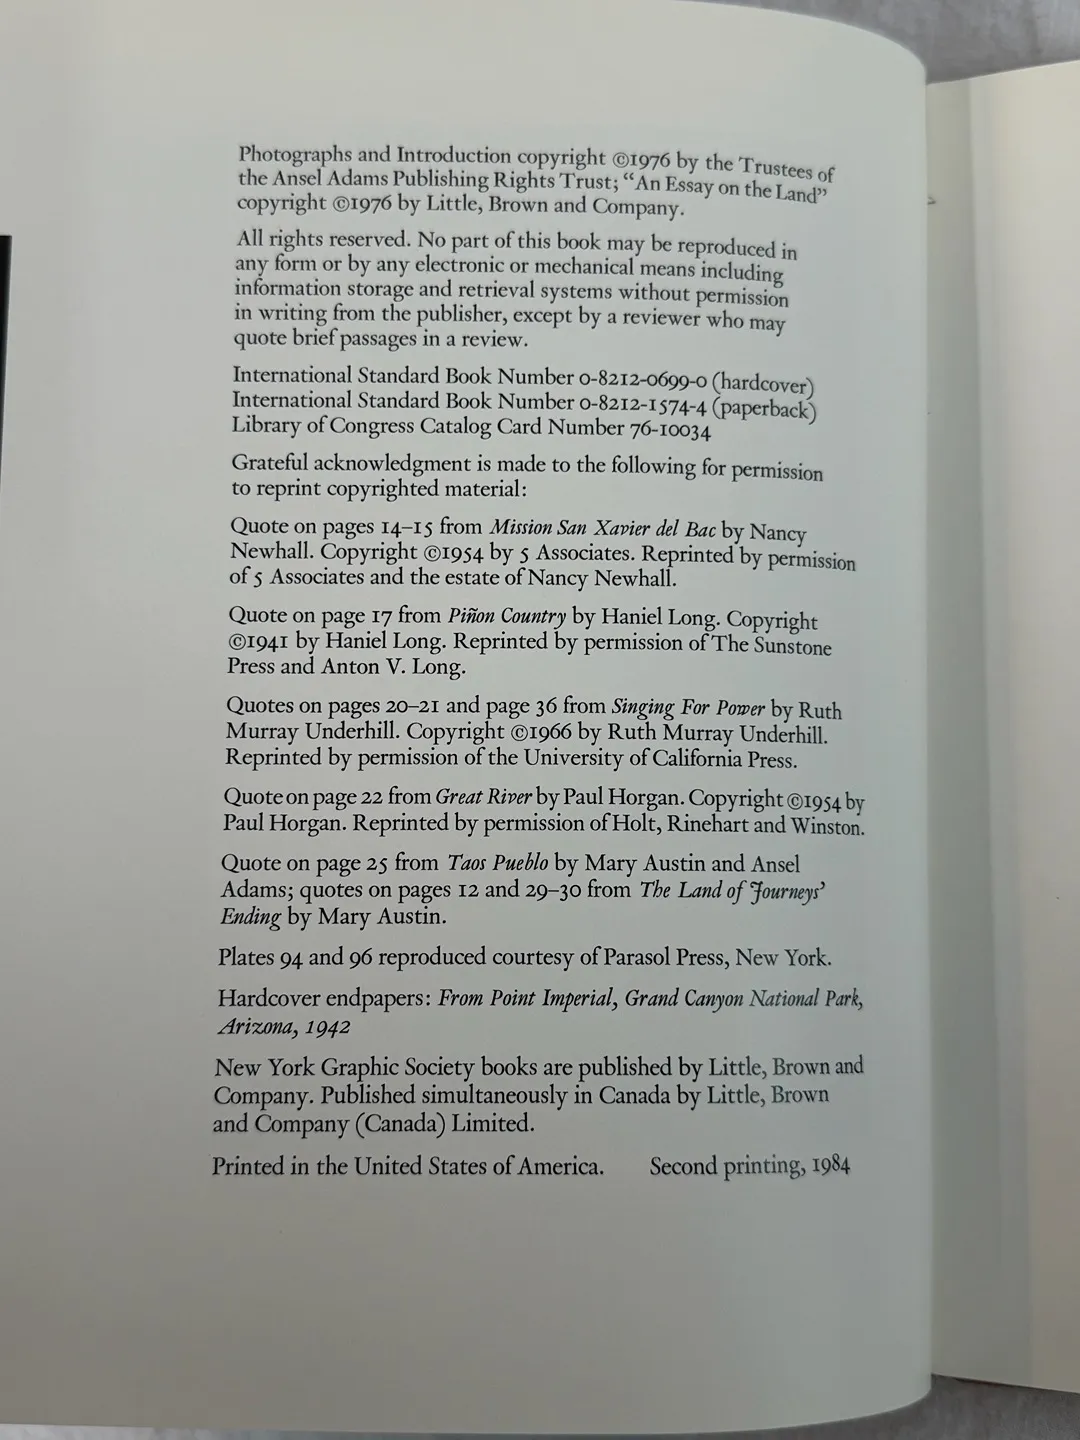 Photographs and Introduction copyright ©1976 by the Trustees of
the Ansel Adams Publishing Rights Trust; “An Essay on the Land”
copyright ©1976 by Little, Brown and Company.
All rights reserved. No part of this book may be reproduced in
any form or by any electronic or mechanical means including
information storage and retrieval systems without permission
in writing from the publisher, except by a reviewer who may
quote brief passages in a review.
International Standard Book Number 0-8212-0699-0 (hardcover)
International Standard Book Number 0-8212-1574-4 (paperback)
Library of Congress Catalog Card Number 76-10034
Grateful acknowledgment is made to the following for permission
to reprint copyrighted material:
Quote on pages 14–15 from Mission San Xavier del Bac by Nancy
Newhall. Copyright ©1954 by 5 Associates. Reprinted by permission
of 5 Associates and the estate of Nancy Newhall.
Quote on page 17 from Piñon Country by Haniel Long. Copyright
©1941 by Haniel Long. Reprinted by permission of The Sunstone
Press and Anton V. Long.
Quotes on pages 20–21 and page 36 from Singing For Power by Ruth
Murray Underhill. Copyright ©1966 by Ruth Murray Underhill.
Reprinted by permission of the University of California Press.
Quote on page 22 from Great River by Paul Horgan. Copyright ©1954 by
Paul Horgan. Reprinted by permission of Holt, Rinehart and Winston.
Quote on page 25 from Taos Pueblo by Mary Austin and Ansel
Adams; quotes on pages 12 and 29–30 from The Land of Journeys’
Ending by Mary Austin.
Plates 94 and 96 reproduced courtesy of Parasol Press, New York.
Hardcover endpapers: From Point Imperial, Grand Canyon National Park,
Arizona, 1942
New York Graphic Society books are published by Little, Brown and
Company. Published simultaneously in Canada by Little, Brown
and Company (Canada) Limited.
Printed in the United States of America. Second printing, 1984